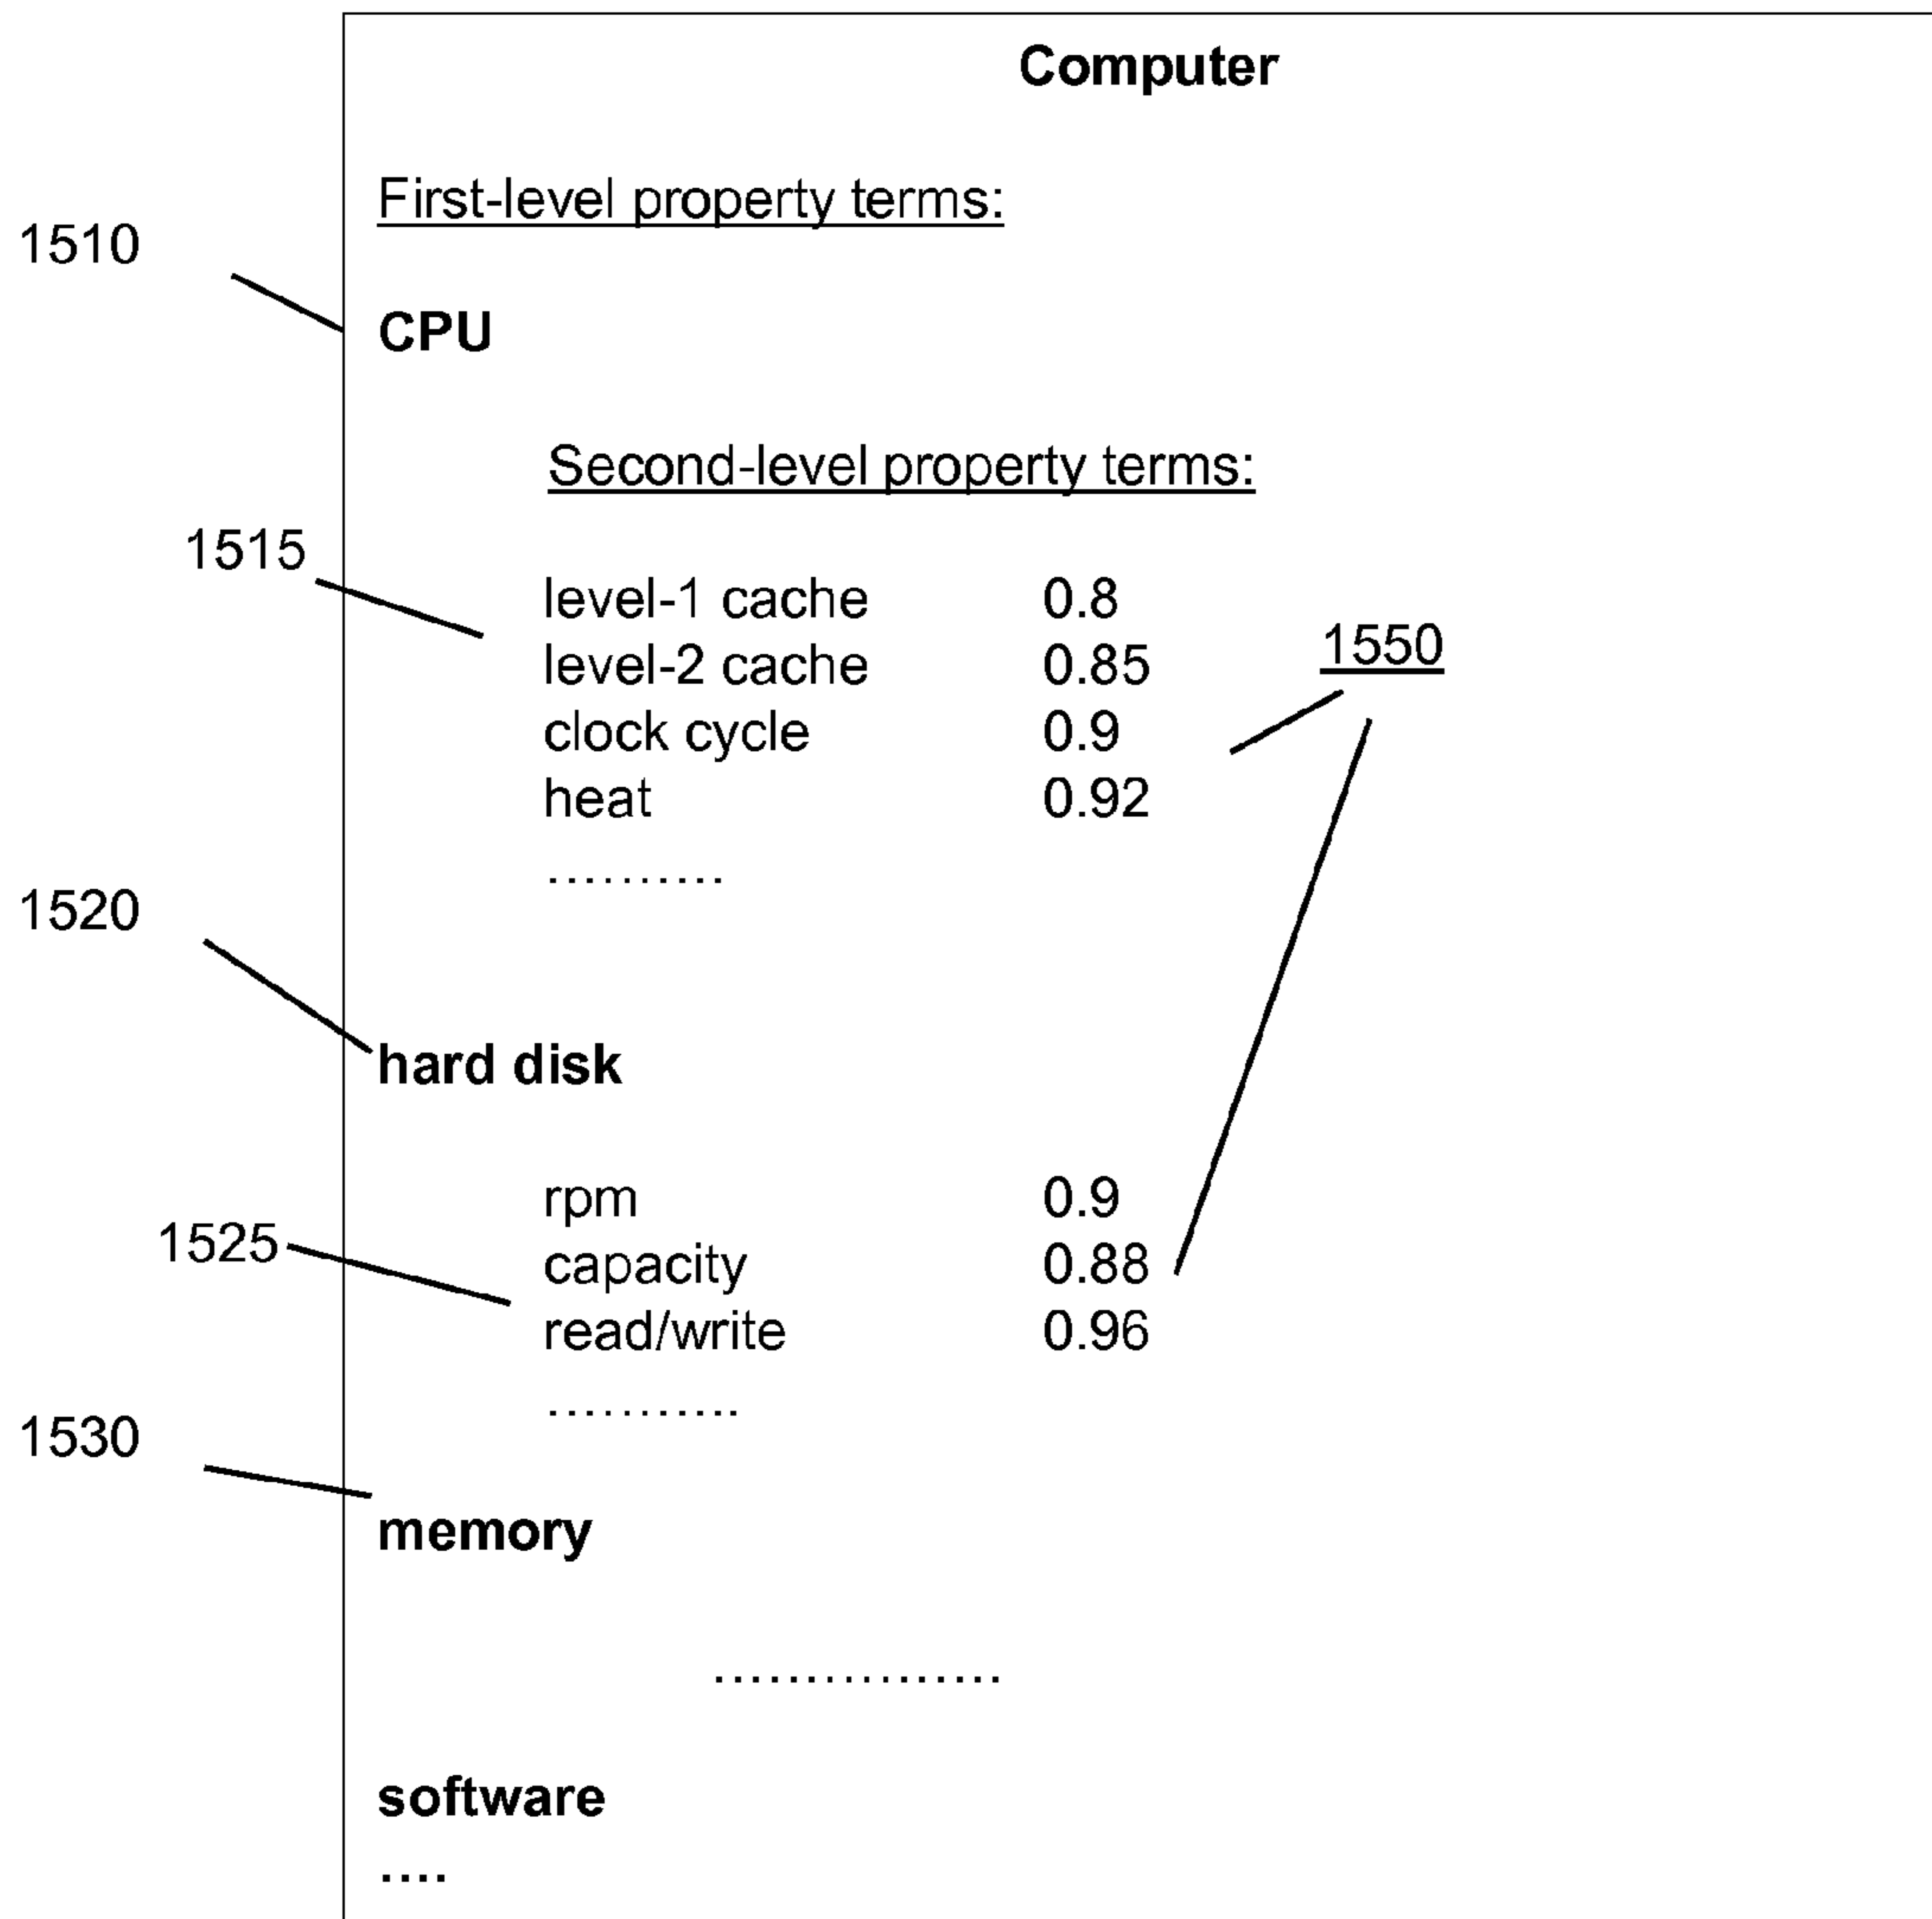 Computer
First-level property terms:
1510
CPU
Second-level property terms:
1515
level-1 cache 0.8
level-2 cache 0.85
1550
clock cycle 0.9
heat 0.92
..........
1520
hard disk
rpm 0.9
1525
capacity 0.88
read/write 0.96
...........
1530
memory
................
software
....